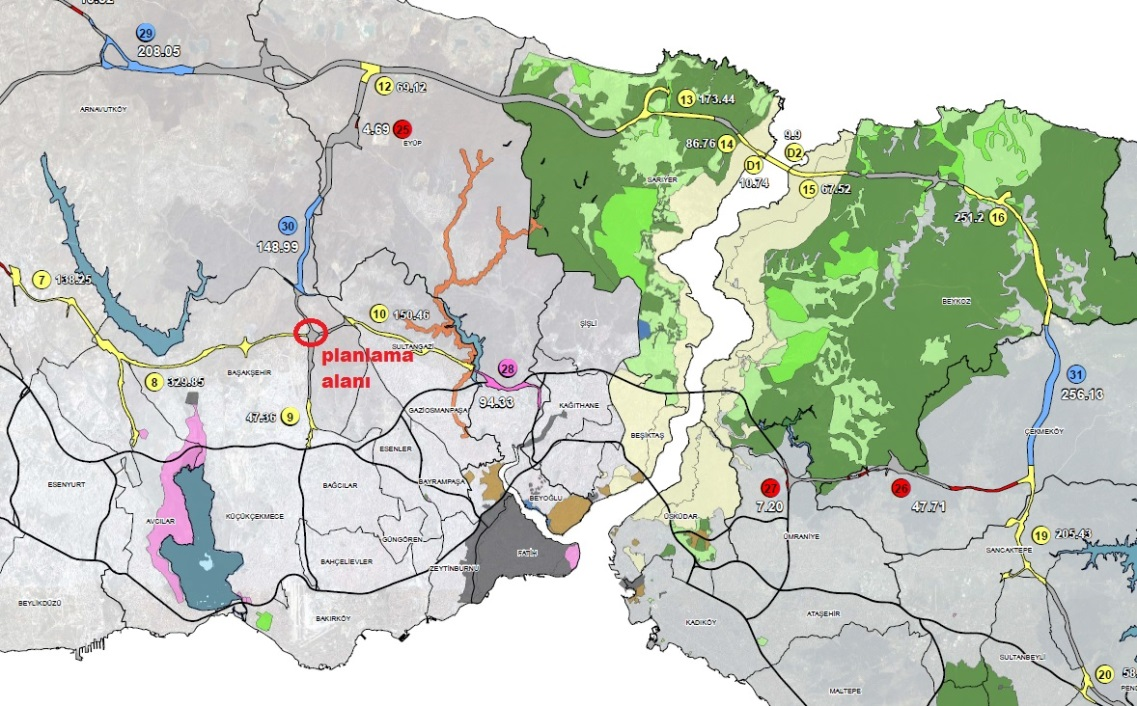 29
208.05
ARNAVUTKÖY
12 69.12
13 173.44
4.69 25
EYÜP
86.76 14
9.9
D2
D1
10.74
SARIYER
15 67.52
251.2 16
30
148.99
7 138.25
BEYKOZ
10 150.46
ŞİŞLİ
SULTANGAZİ
planlama
alanı
BAŞAKŞEHİR
8 329.85
28
94.33
31
256.10
47.36 9
GAZİOSMANPAŞA
KAĞITHANE
BEŞİKTAŞ
ÇEKMEKÖY
ESENLER
ESENYURT
BAĞCILAR
BAYRAMPAŞA
BEYOĞLU
27
7.20
26
47.71
AVCILAR
KÜÇÜKÇEKMECE
ÜSKÜDAR
ÜMRANİYE
19 205.43
GÜNGÖREN
FATİH
SANCAKTEPE
BAHÇELİEVLER
ZEYTİNBURNU
BEYLİKDÜZÜ
BAKIRKÖY
KADIKÖY
ATAŞEHİR
SULTANBEYLİ
20 58.
PEND
MALTEPE